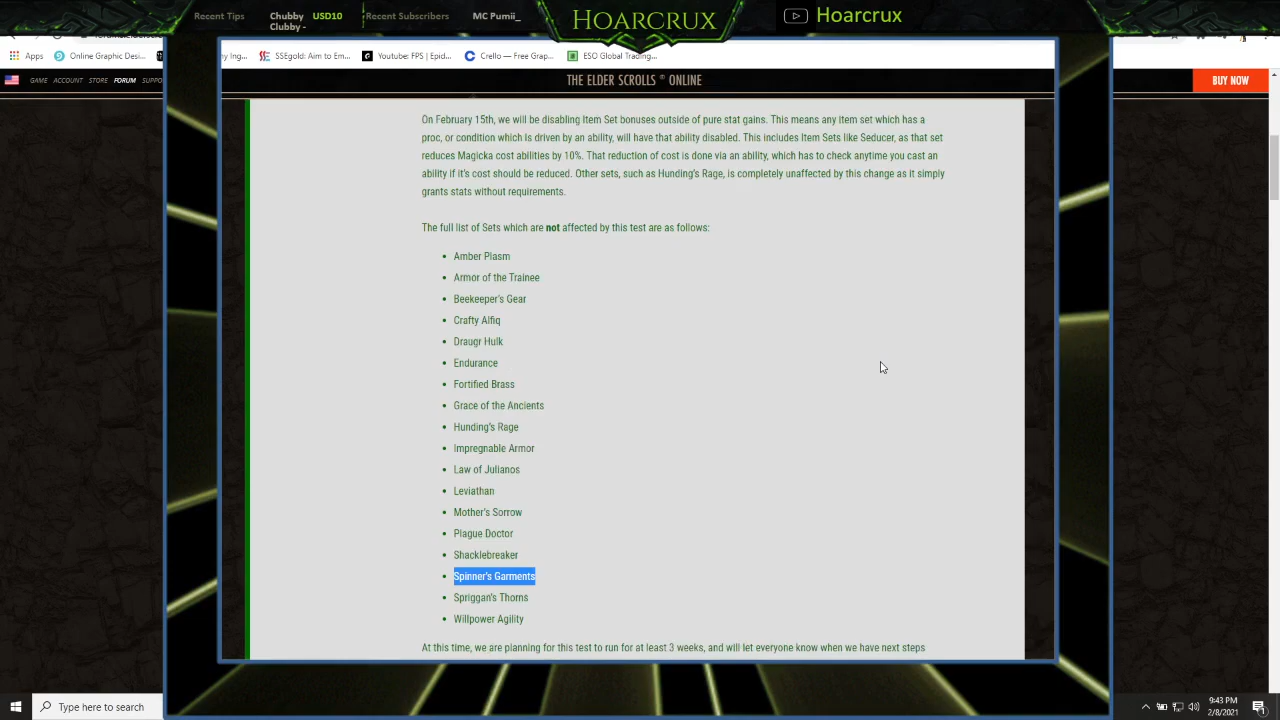 Recent Tips
Chubby Clubby -
USD10
Recent Subscribers
MC Pumii_
HOARCRUX
Hoarcrux
Apps
Online Graphic Desi...
ny Ing...
SSEgold: Aim to Em...
Youtube: FPS | Epid...
Crello — Free Grap...
ESO Global Trading...
GAME ACCOUNT STORE FORUM SUPPO
THE ELDER SCROLLS ® ONLINE
BUY NOW
On February 15th, we will be disabling Item Set bonuses outside of pure stat gains. This means any item set which has a
proc, or condition which is driven by an ability, will have that ability disabled. This includes Item Sets like Seducer, as that set
reduces Magicka cost abilities by 10%. That reduction of cost is done via an ability, which has to check anytime you cast an
ability if it's cost should be reduced. Other sets, such as Hunding's Rage, is completely unaffected by this change as it simply
grants stats without requirements.
The full list of Sets which are not affected by this test are as follows:
• Amber Plasm
• Armor of the Trainee
• Beekeeper's Gear
• Crafty Alfiq
• Draugr Hulk
• Endurance
• Fortified Brass
• Grace of the Ancients
• Hunding's Rage
• Impregnable Armor
• Law of Julianos
• Leviathan
• Mother's Sorrow
• Plague Doctor
• Shacklebreaker
• Spinner's Garments
• Spriggan's Thorns
• Willpower Agility
At this time, we are planning for this test to run for at least 3 weeks, and will let everyone know when we have next steps
Type here to search
9:43 PM
2/8/2021